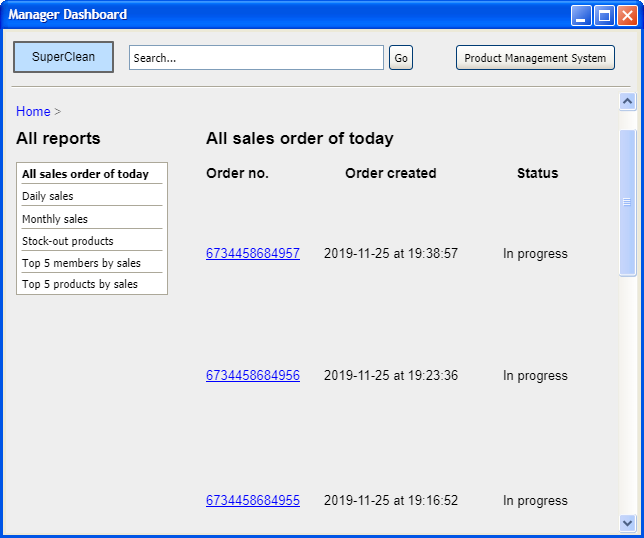 Manager Dashboard
SuperClean
Search...
Go
Product Management System
Home >
All reports
All sales order of today
Daily sales
Monthly sales
Stock-out products
Top 5 members by sales
Top 5 products by sales
All sales order of today
Order no. Order created Status
6734458684957 2019-11-25 at 19:38:57 In progress
6734458684956 2019-11-25 at 19:23:36 In progress
6734458684955 2019-11-25 at 19:16:52 In progress